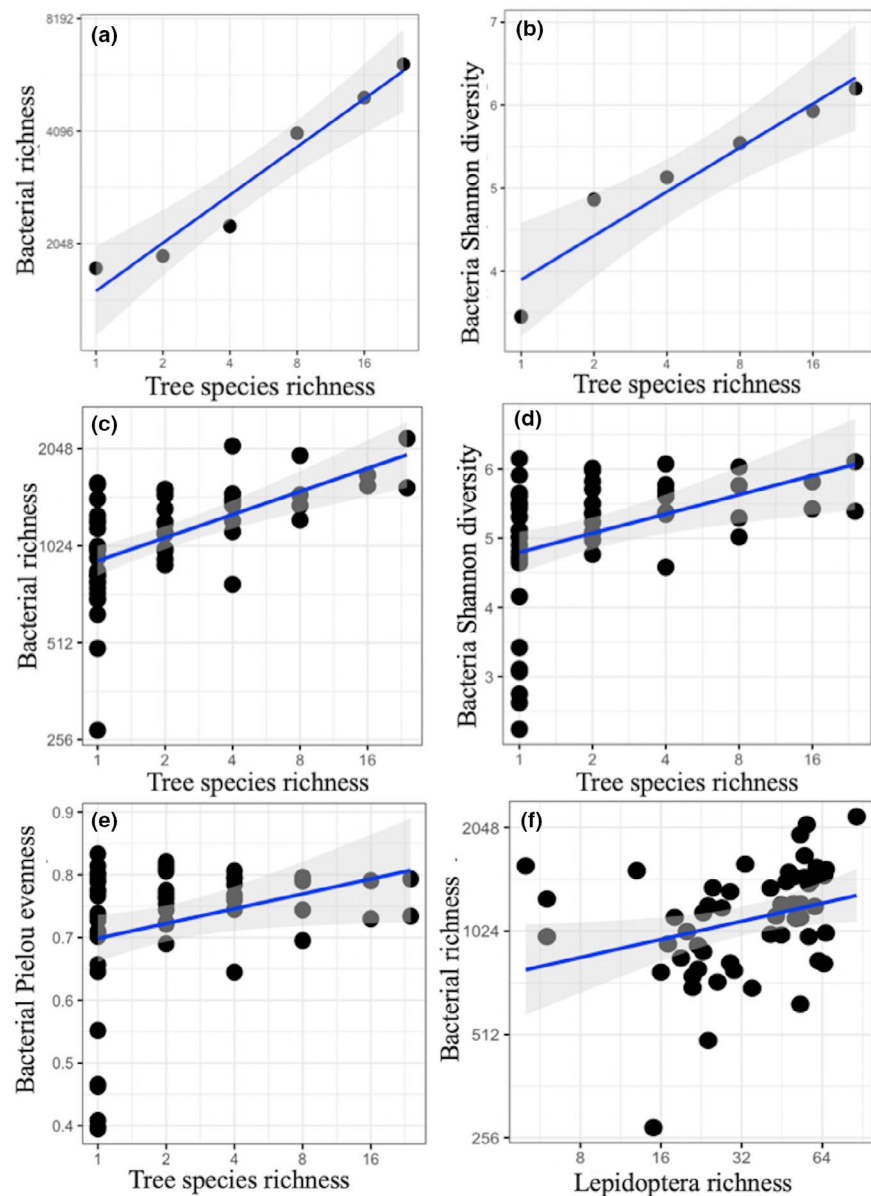 (a)
8192
4096
2048
Bacterial richness
1 2 4 8 16
Tree species richness
(b)
7
6
5
4
Bacteria Shannon diversity
1 2 4 8 16
Tree species richness
(c)
2048
1024
512
256
Bacterial richness
1 2 4 8 16
Tree species richness
(d)
6
5
4
3
Bacteria Shannon diversity
1 2 4 8 16
Tree species richness
(e)
0.9
0.8
0.7
0.6
0.5
0.4
Bacterial Pielou evenness
1 2 4 8 16
Tree species richness
(f)
2048
1024
512
256
Bacterial richness
8 16 32 64
Lepidoptera richness